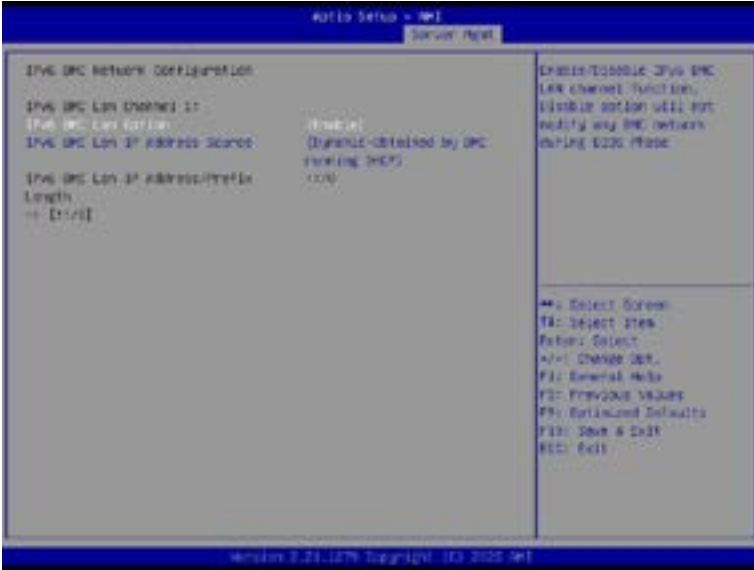 Aptio Setup - AMI
Server Mgmt
IPv6 BMC Network Configuration
IPv6 BMC Lan Channel 1:
IPv6 BMC Lan Option [Enable]
IPv6 BMC Lan IP Address Source [Dynamic-Obtained by BMC
running DHCP]
IPv6 BMC Lan IP Address/Prefix ::/0
Length
-> [::/0]
Enable/Disable IPv6 BMC
LAN channel function.
Disable option will not
modify any BMC network
during BIOS Phase
Select Screen
Select Item
Enter: Select
+/-: Change Opt.
F1: General Help
F2: Previous Values
F9: Optimized Defaults
F10: Save & Exit
ESC: Exit
Version Copyright (C) AMI